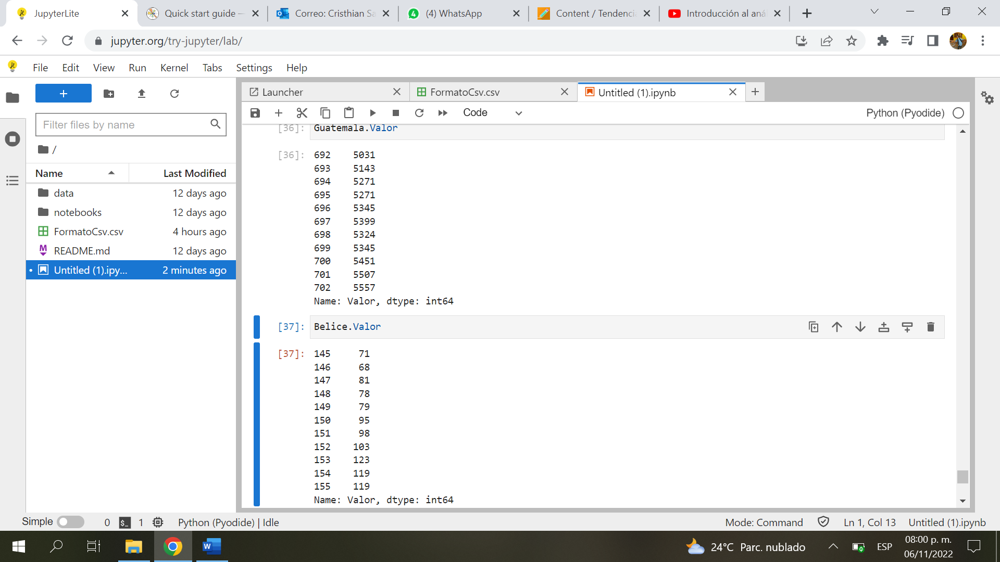 JupyterLite
Quick start guide —
Correo: Cristhian Sa
(4) WhatsApp
Content / Tendencia
Introducción al aná
jupyter.org/try-jupyter/lab/
File Edit View Run Kernel Tabs Settings Help
Filter files by name
/
Name Last Modified
data 12 days ago
notebooks 12 days ago
FormatoCsv.csv 4 hours ago
README.md 12 days ago
Untitled (1).ipy... 2 minutes ago
Launcher
FormatoCsv.csv
Untitled (1).ipynb
Code
Python (Pyodide)
[36]: Guatemala.Valor
[36]: 692 5031
693 5143
694 5271
695 5271
696 5345
697 5399
698 5324
699 5345
700 5451
701 5507
702 5557
Name: Valor, dtype: int64
[37]: Belice.Valor
[37]: 145 71
146 68
147 81
148 78
149 79
150 95
151 98
152 103
153 123
154 119
155 119
Name: Valor, dtype: int64
Simple 0 $_ 1 Python (Pyodide) | Idle
Mode: Command Ln 1, Col 13 Untitled (1).ipynb
24°C Parc. nublado
ESP
08:00 p. m.
06/11/2022